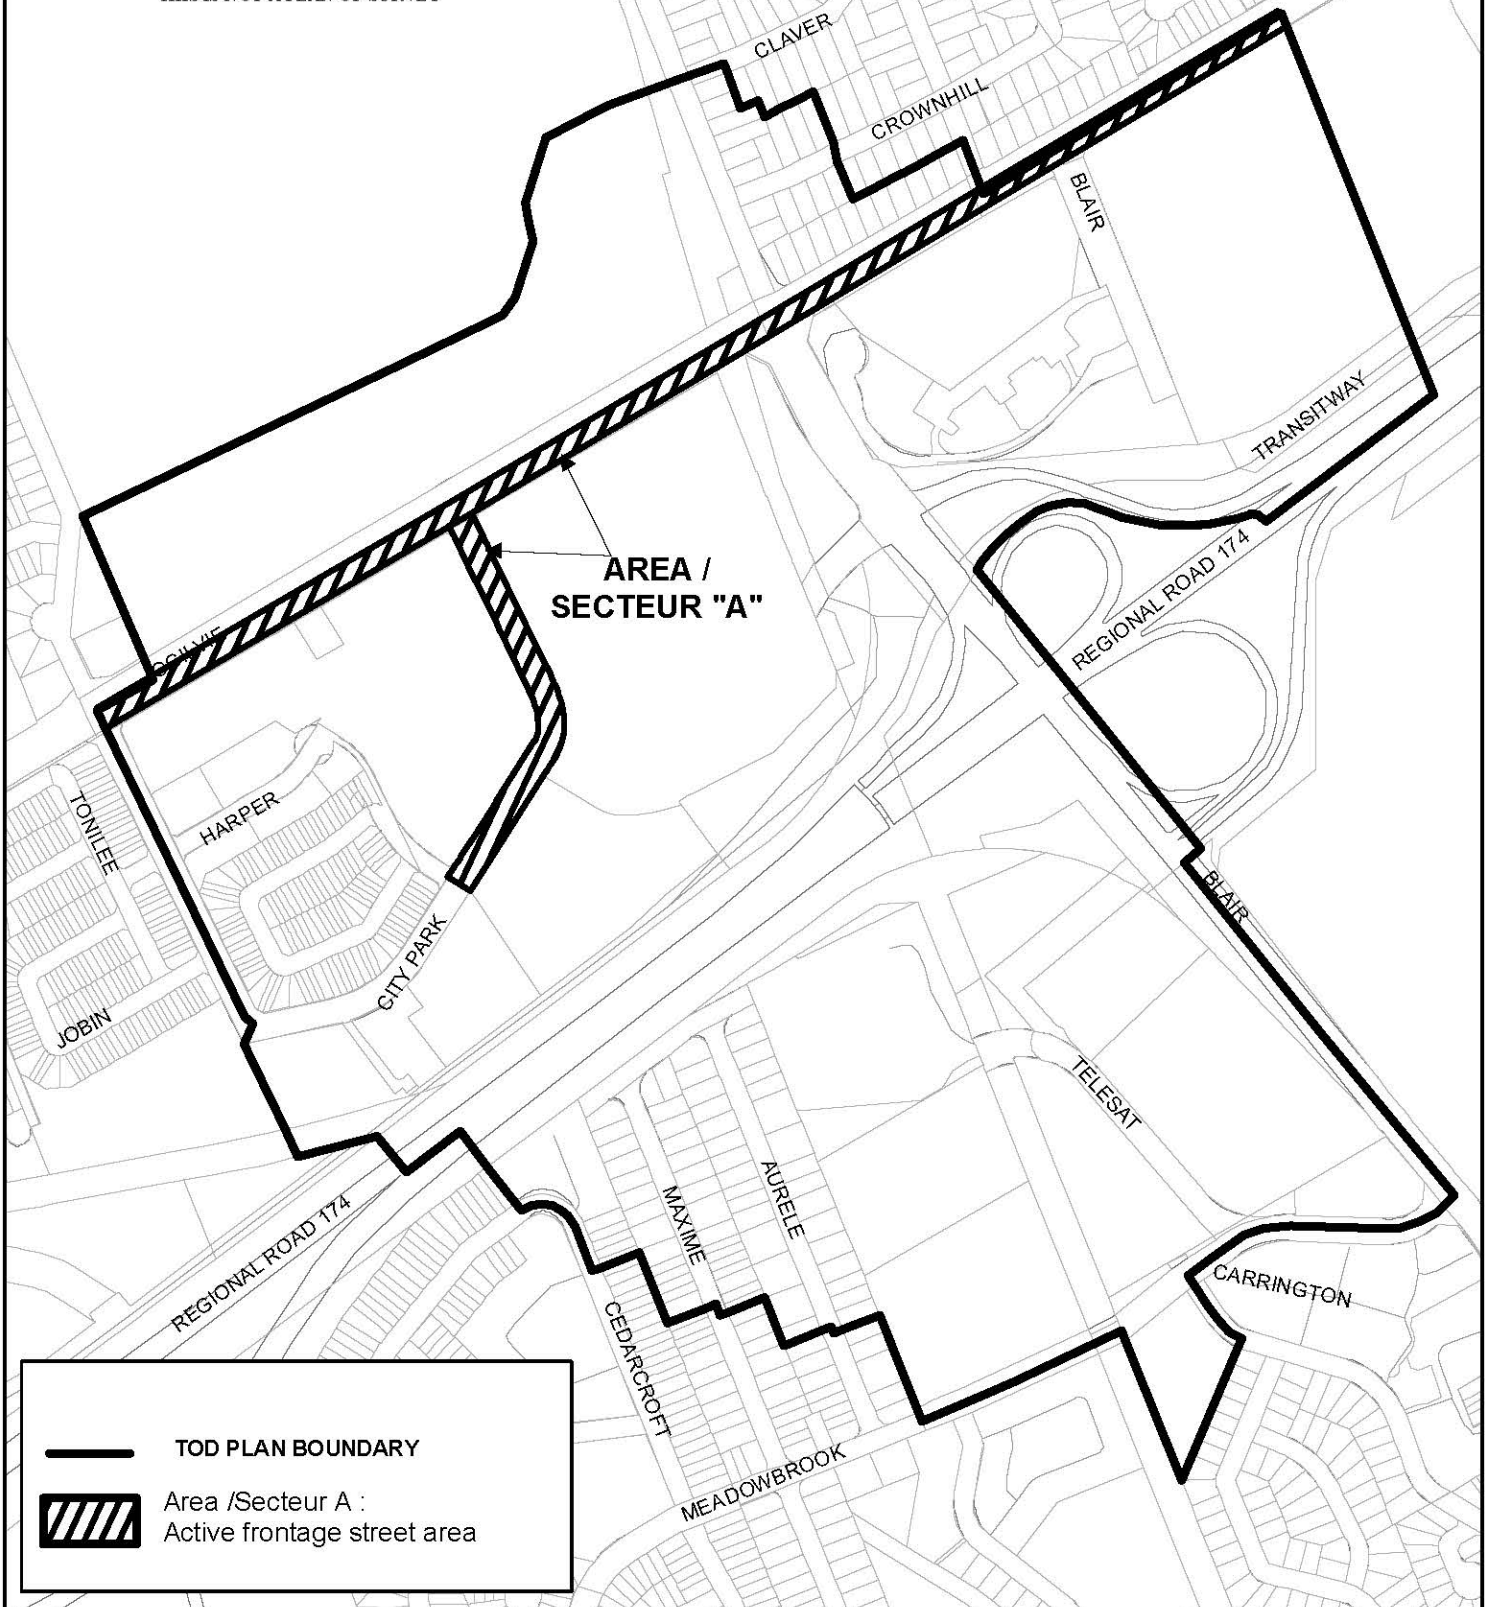 CLAVER
CROWNHILL
BLAIR
TRANSITWAY
REGIONAL ROAD 174
AREA /
SECTEUR "A"
OGILVIE
HARPER
TONILEE
CITY PARK
JOBIN
BLAIR
TELESAT
AURELE
MAXIME
REGIONAL ROAD 174
CARRINGTON
CEDARCROFT
MEADOWBROOK
TOD PLAN BOUNDARY
Area /Secteur A :
Active frontage street area